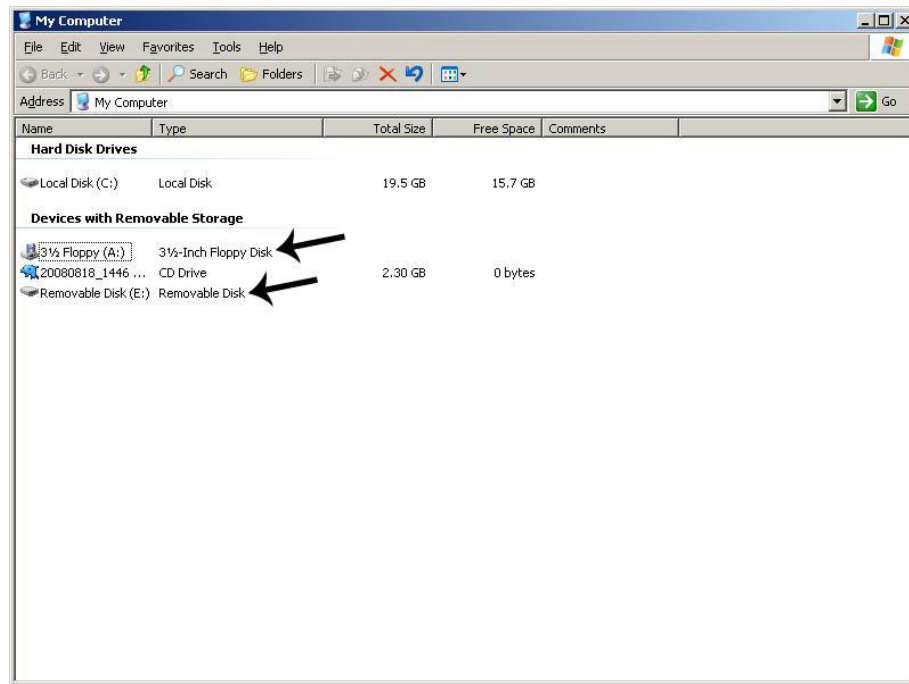 My Computer
File Edit View Favorites Tools Help
Back Search Folders
Address My Computer Go
Name Type Total Size Free Space Comments
Hard Disk Drives
Local Disk (C:) Local Disk 19.5 GB 15.7 GB
Devices with Removable Storage
3½ Floppy (A:) 3½-Inch Floppy Disk
20080818_1446 ... CD Drive 2.30 GB 0 bytes
Removable Disk (E:) Removable Disk